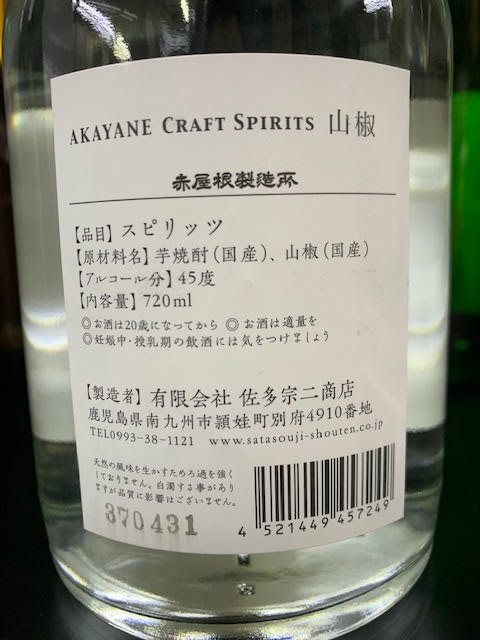 AKAYANE CRAFT SPIRITS 山椒
赤屋根製造所
【品目】スピリッツ
【原材料名】芋焼酎(国産)、山椒(国産)
【アルコール分】45度
【内容量】720ml
◎お酒は20歳になってから ◎お酒は適量を
◎妊娠中・授乳期の飲酒には気をつけましょう
【製造者】有限会社 佐多宗二商店
鹿児島県南九州市頴娃町別府4910番地
TEL0993-38-1121 www.satasouji-shouten.co.jp
天然の風味を生かすためろ過を強く
しておりません。白濁する事があり
ますが品質に影響はございません。
370431
4 521449 457249